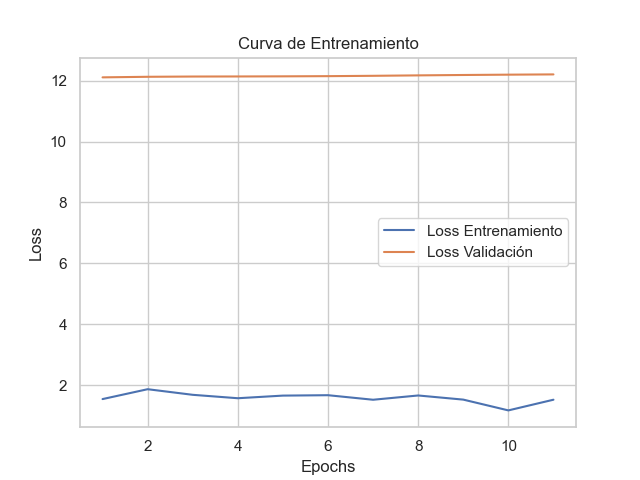 Curva de Entrenamiento
12
10
8
6
4
2
Loss
Loss Entrenamiento
Loss Validación
2 4 6 8 10
Epochs